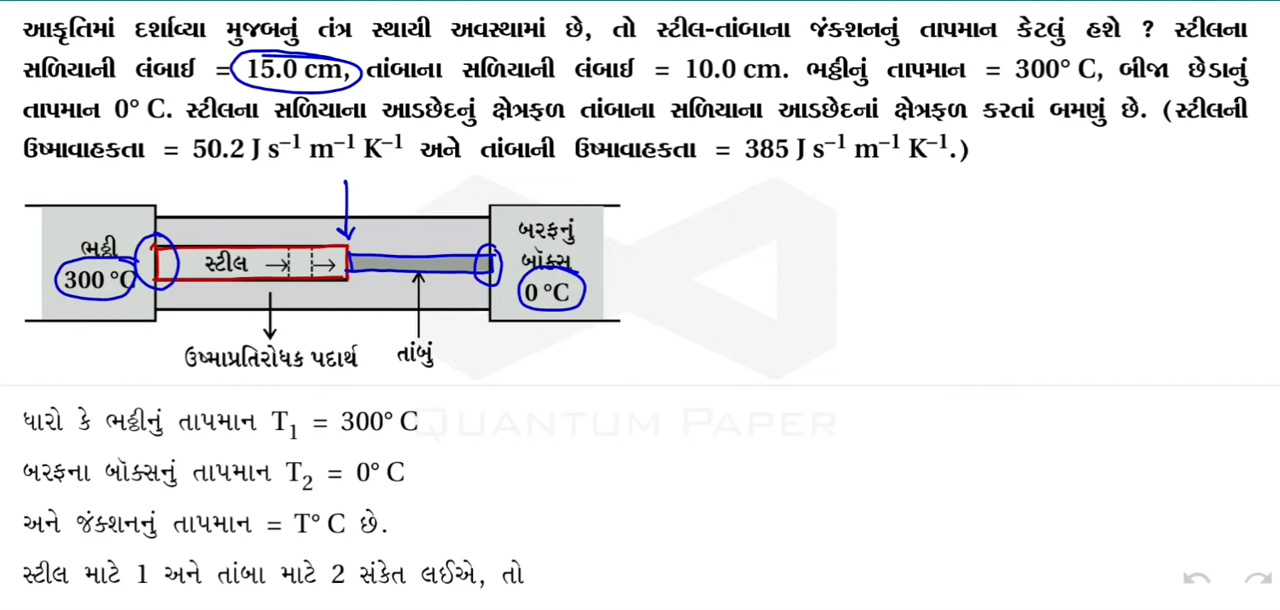 આકૃતિમાં દર્શાવ્યા મુજબનું તંત્ર સ્થાયી અવસ્થામાં છે, તો સ્ટીલ-તાંબાના જંક્શનનું તાપમાન કેટલું હશે ? સ્ટીલના
સળિયાની લંબાઈ = 15.0 cm, તાંબાના સળિયાની લંબાઈ = 10.0 cm. ભઠ્ઠીનું તાપમાન = 300° C, બીજા છેડાનું
તાપમાન 0° C. સ્ટીલના સળિયાના આડછેદનું ક્ષેત્રફળ તાંબાના સળિયાના આડછેદનાં ક્ષેત્રફળ કરતાં બમણું છે. (સ્ટીલની
ઉષ્માવાહકતા = 50.2 J s⁻¹ m⁻¹ K⁻¹ અને તાંબાની ઉષ્માવાહકતા = 385 J s⁻¹ m⁻¹ K⁻¹.)
ભઠ્ઠી
300 °C
સ્ટીલ
બરફનું
બૉક્સ
0 °C
ઉષ્માપ્રતિરોધક પદાર્થ
તાંબું
ધારો કે ભઠ્ઠીનું તાપમાન T₁ = 300° C
QUANTUM PAPER
બરફના બૉક્સનું તાપમાન T₂ = 0° C
અને જંક્શનનું તાપમાન = T° C છે.
સ્ટીલ માટે 1 અને તાંબા માટે 2 સંકેત લઈએ, તો